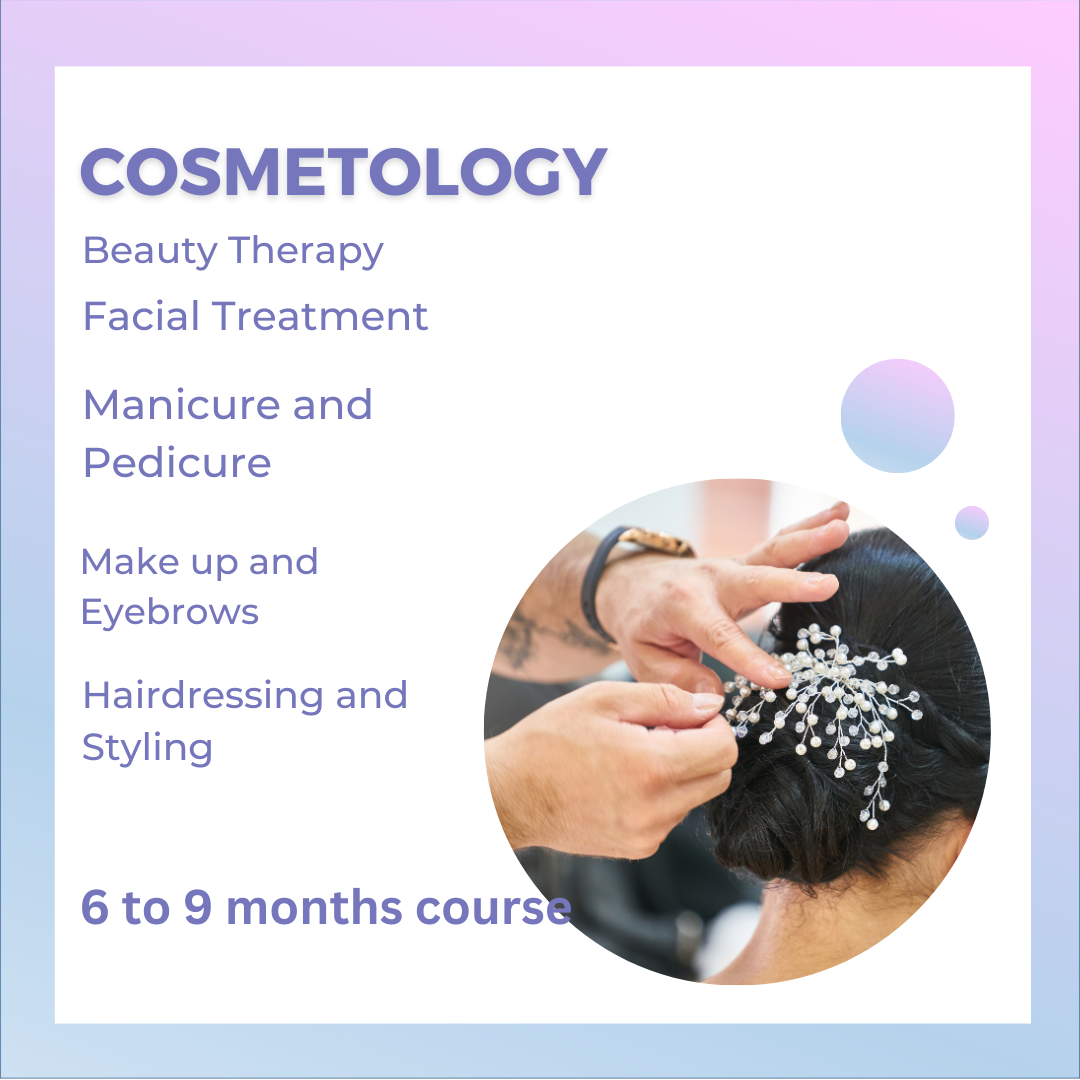 COSMETOLOGY
Beauty Therapy
Facial Treatment
Manicure and
Pedicure
Make up and
Eyebrows
Hairdressing and
Styling
6 to 9 months course